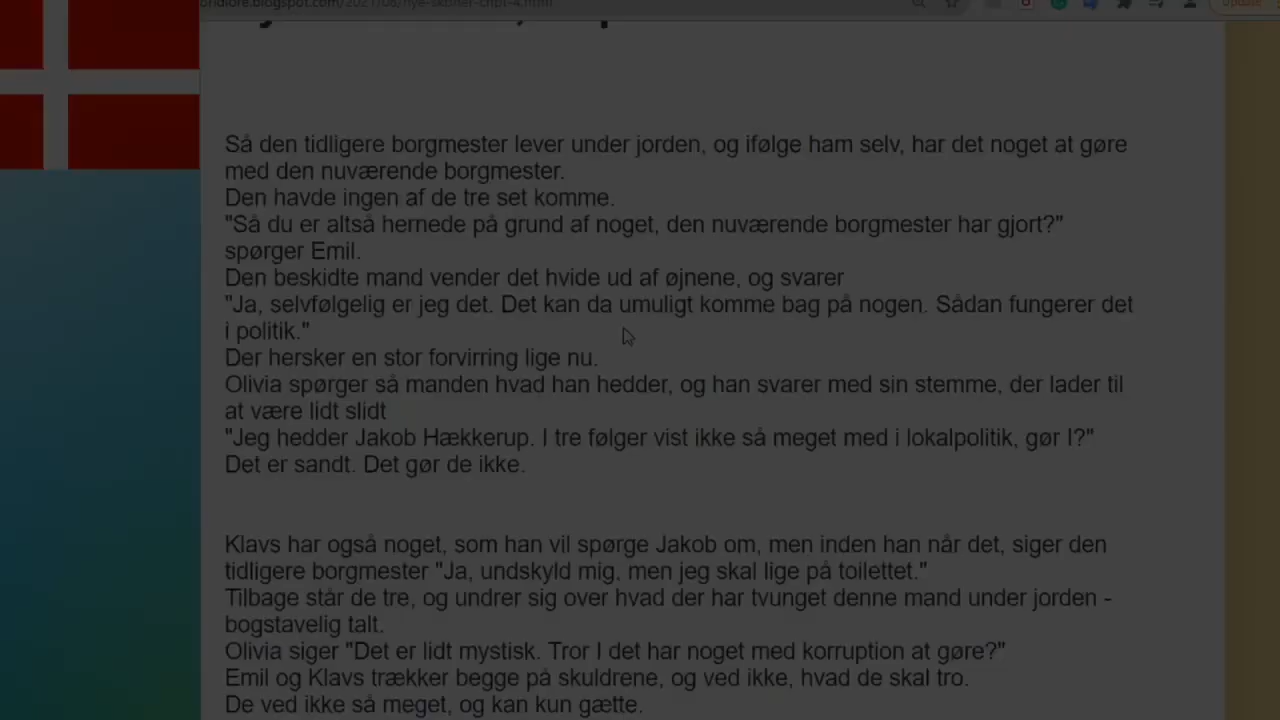 Så den tidligere borgmester lever under jorden, og ifølge ham selv, har det noget at gøre
med den nuværende borgmester.
Den havde ingen af de tre set komme.
"Så du er altså hernede på grund af noget, den nuværende borgmester har gjort?"
spørger Emil.
Den beskidte mand vender det hvide ud af øjnene, og svarer
"Ja, selvfølgelig er jeg det. Det kan da umuligt komme bag på nogen. Sådan fungerer det
i politik."
Der hersker en stor forvirring lige nu.
Olivia spørger så manden hvad han hedder, og han svarer med sin stemme, der lader til
at være lidt slidt
"Jeg hedder Jakob Hækkerup. I tre følger vist ikke så meget med i lokalpolitik, gør I?"
Det er sandt. Det gør de ikke.
Klavs har også noget, som han vil spørge Jakob om, men inden han når det, siger den
tidligere borgmester "Ja, undskyld mig, men jeg skal lige på toilettet."
Tilbage står de tre, og undrer sig over hvad der har tvunget denne mand under jorden -
bogstavelig talt.
Olivia siger "Det er lidt mystisk. Tror I det har noget med korruption at gøre?"
Emil og Klavs trækker begge på skuldrene, og ved ikke, hvad de skal tro.
De ved ikke så meget, og kan kun gætte.